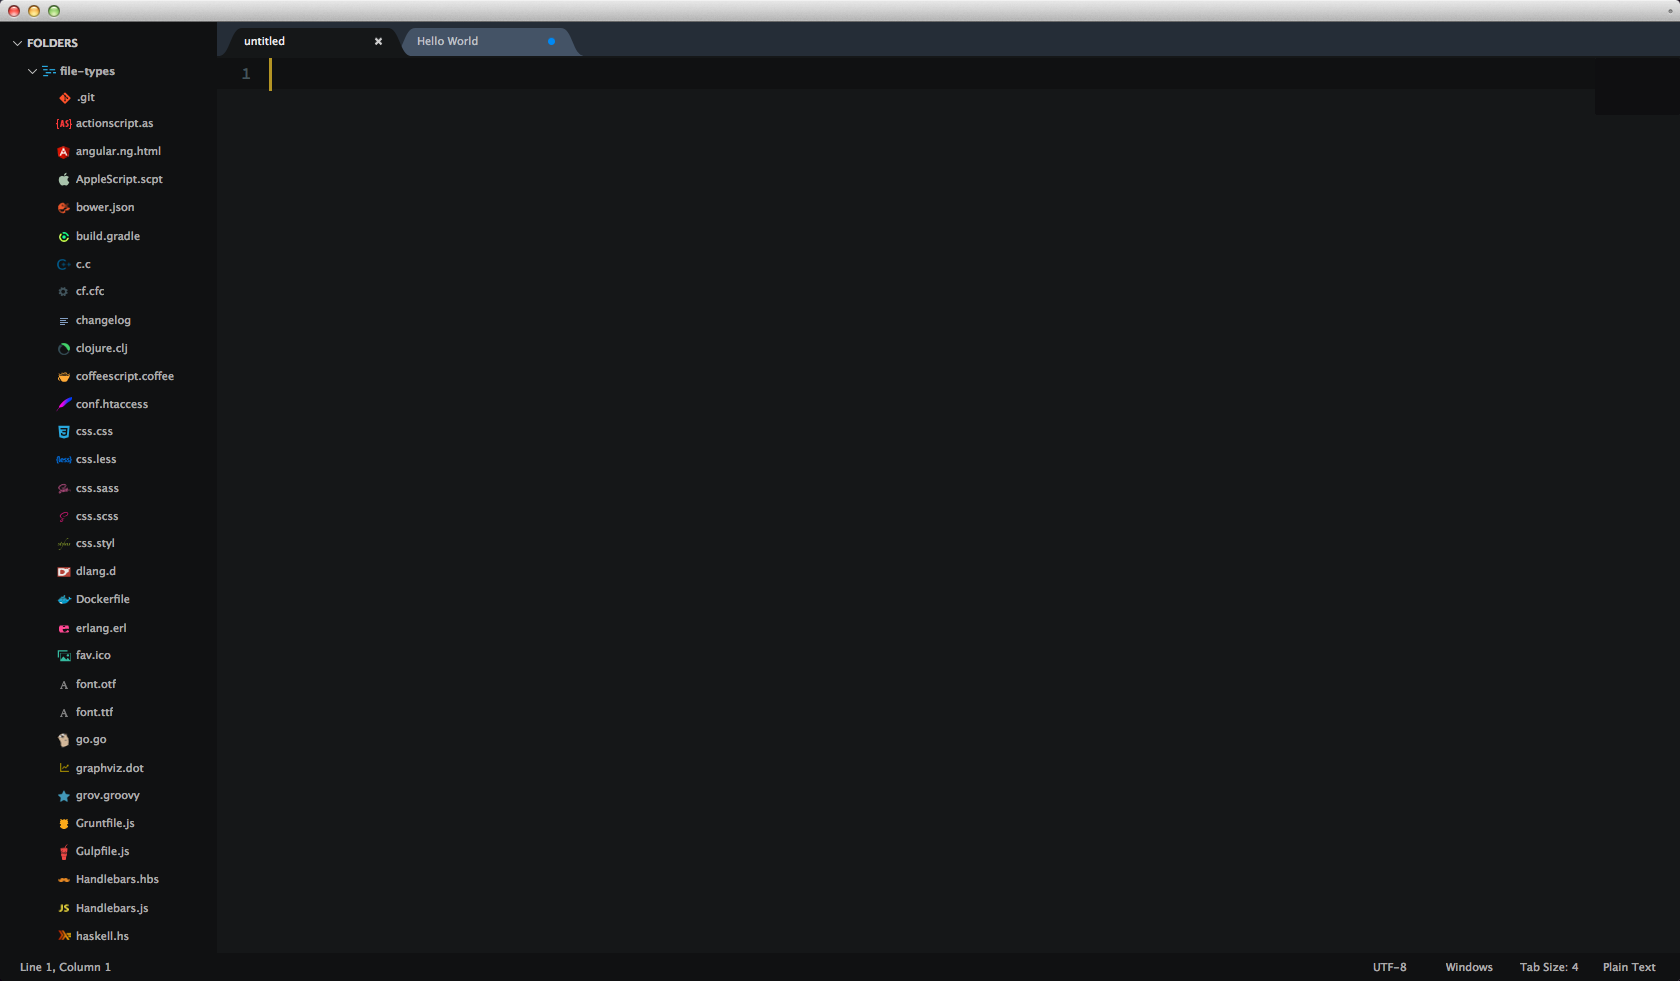 untitled
Hello World
FOLDERS
file-types
.git
{AS} actionscript.as
A angular.ng.html
AppleScript.scpt
bower.json
build.gradle
c.c
cf.cfc
changelog
clojure.clj
coffeescript.coffee
conf.htaccess
3 css.css
{less} css.less
css.sass
css.scss
css.styl
D dlang.d
Dockerfile
e erlang.erl
fav.ico
A font.otf
A font.ttf
go.go
graphviz.dot
grov.groovy
Gruntfile.js
Gulpfile.js
Handlebars.hbs
JS Handlebars.js
haskell.hs
1
Line 1, Column 1
UTF-8
Windows
Tab Size: 4
Plain Text